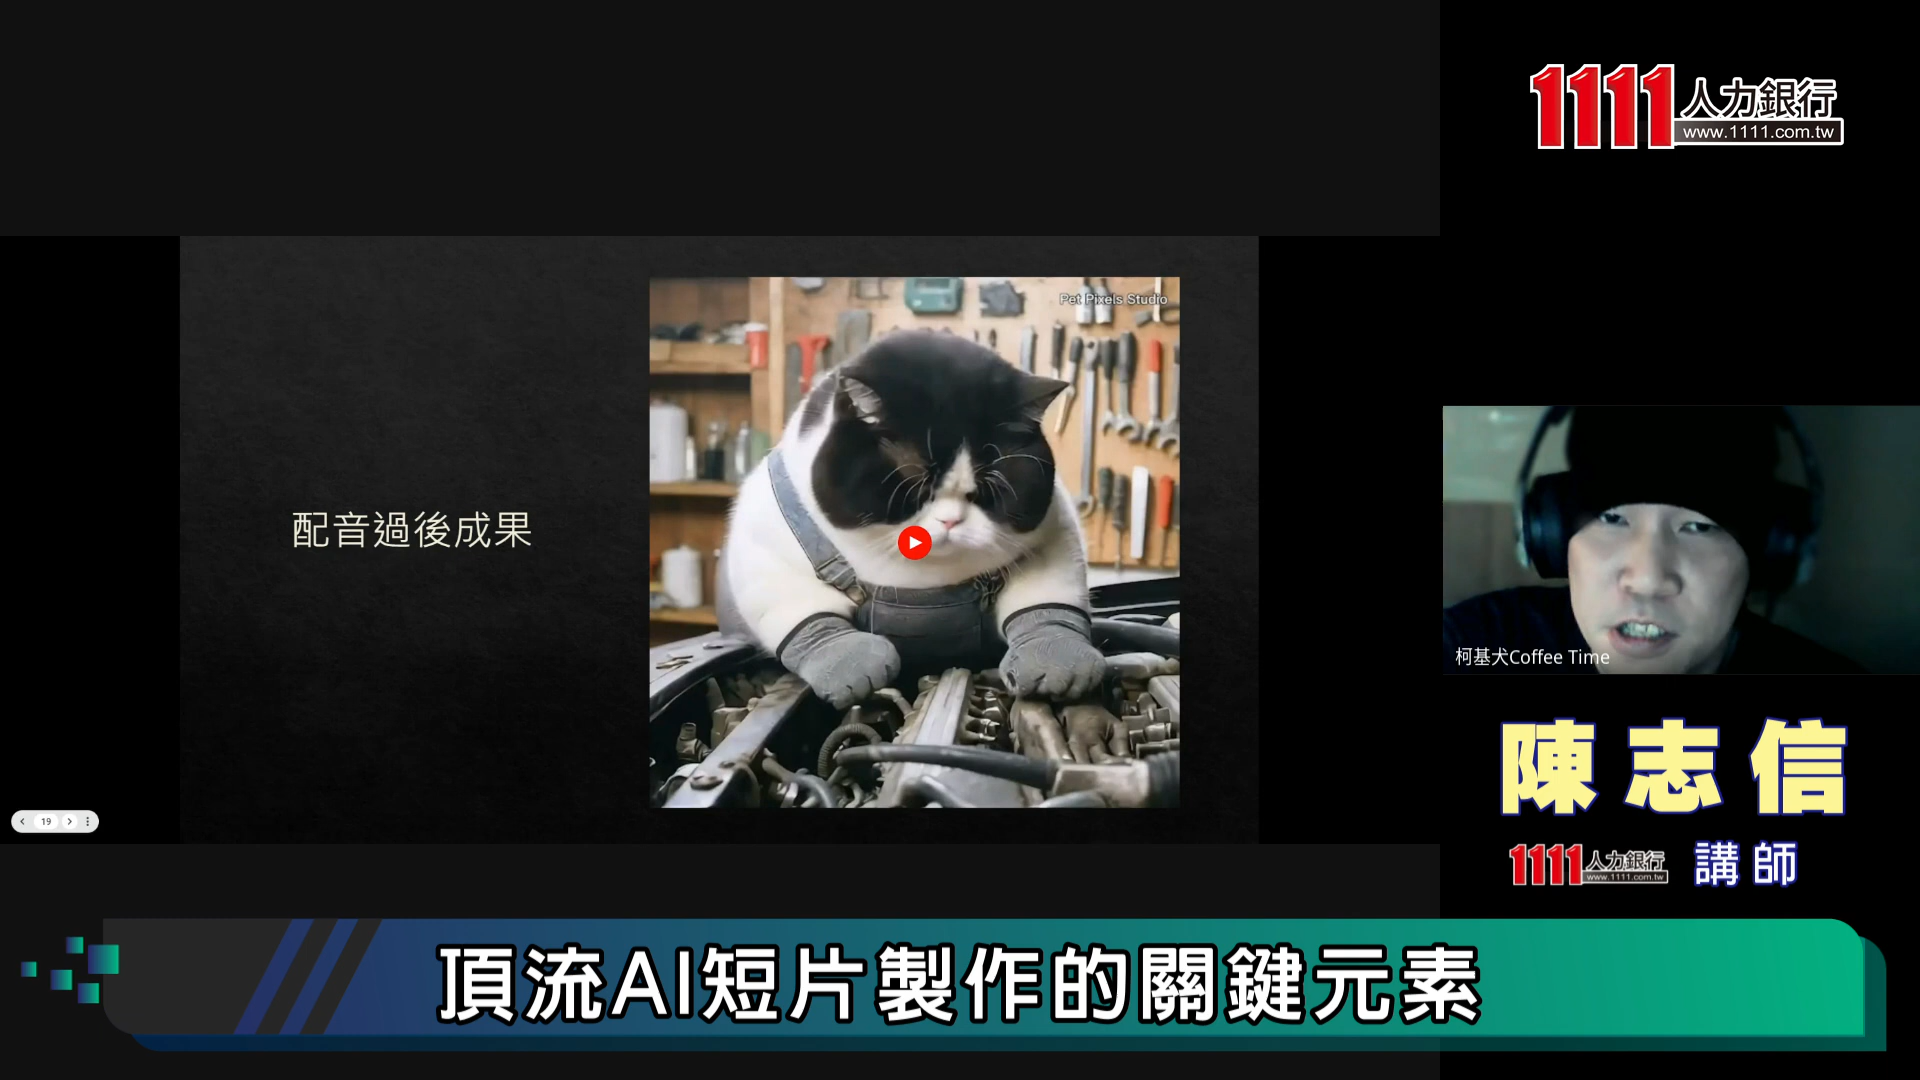 1111人力銀行
www.1111.com.tw
Pet Pixels Studio
配音過後成果
柯基犬Coffee Time
陳志信
1111人力銀行
www.1111.com.tw
講師
19
頂流AI短片製作的關鍵元素